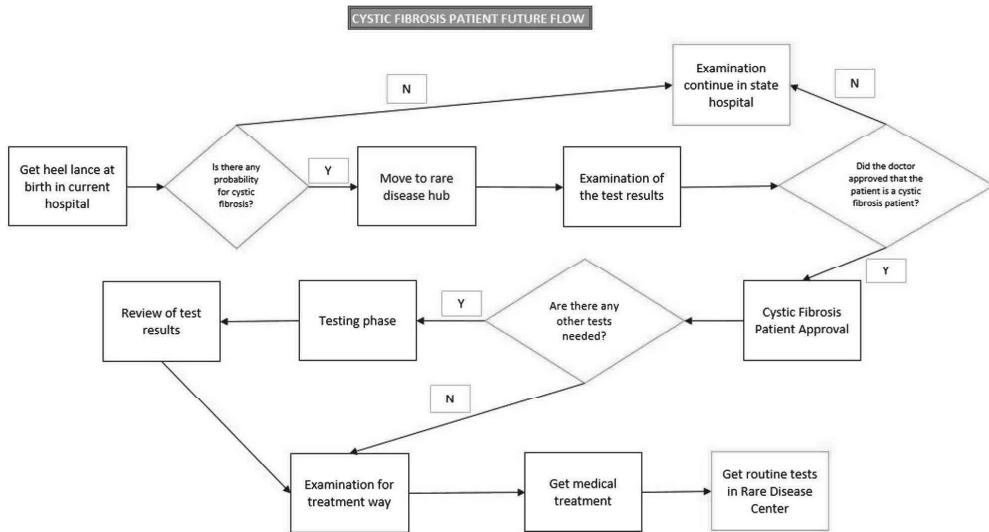 CYSTIC FIBROSIS PATIENT FUTURE FLOW
N
Examination
continue in state
hospital
N
Get heel lance at
birth in current
hospital
Is there any
probability
for cystic
fibrosis?
Y
Move to rare
disease hub
Examination of
the test results
Did the doctor
approved that the
patient is a cystic
fibrosis patient?
Y
Review of test
results
Testing phase
Y
Are there any
other tests
needed?
Cystic Fibrosis
Patient Approval
N
Examination for
treatment way
Get medical
treatment
Get routine tests
in Rare Disease
Center